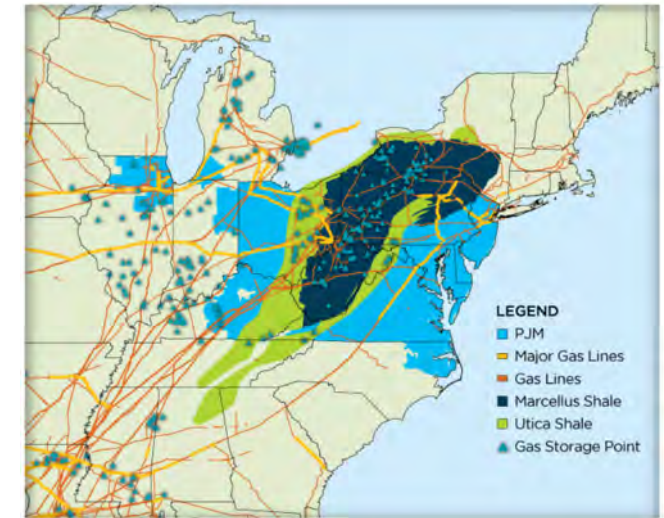 LEGEND
PJM
Major Gas Lines
Gas Lines
Marcellus Shale
Utica Shale
Gas Storage Point